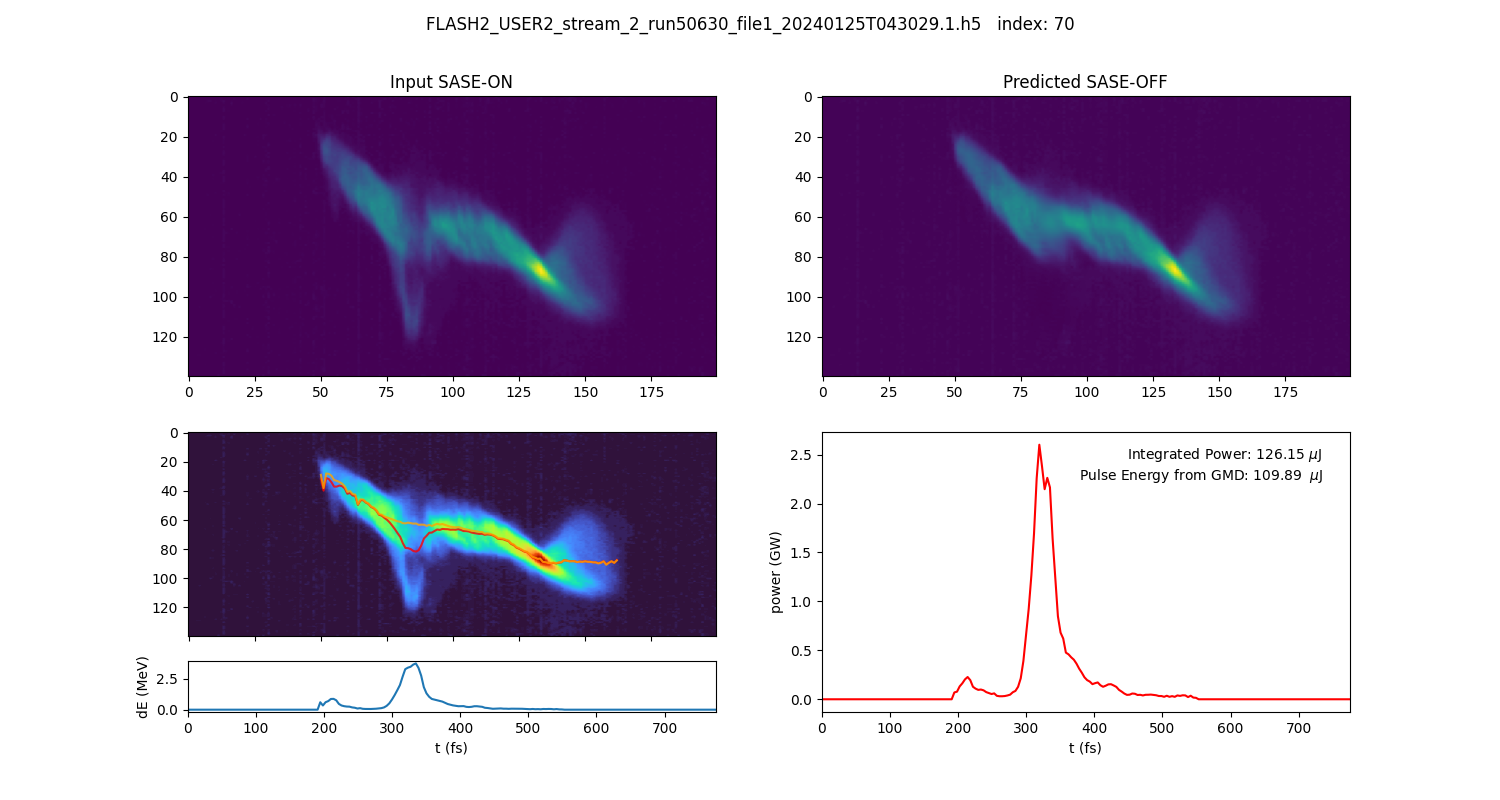 FLASH2_USER2_stream_2_run50630_file1_20240125T043029.1.h5   index: 70
Input SASE-ON
0
20
40
60
80
100
120
0 25 50 75 100 125 150 175
Predicted SASE-OFF
0
20
40
60
80
100
120
0 25 50 75 100 125 150 175
0
20
40
60
80
100
120
dE (MeV)
2.5
0.0
0 100 200 300 400 500 600 700
t (fs)
Integrated Power: 126.15 μJ
Pulse Energy from GMD: 109.89  μJ
power (GW)
2.5
2.0
1.5
1.0
0.5
0.0
0 100 200 300 400 500 600 700
t (fs)